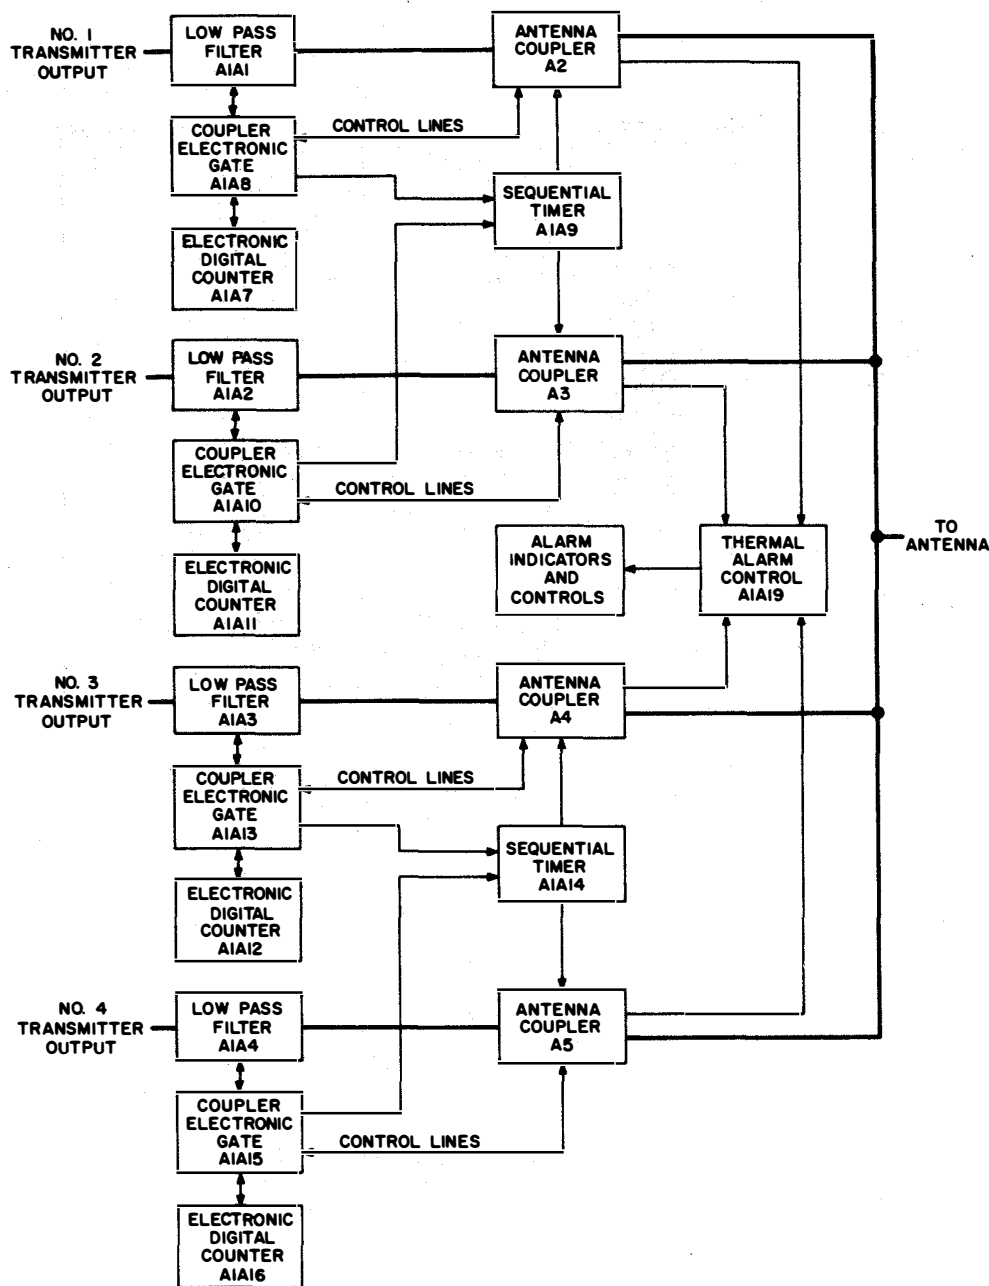 NO. 1
TRANSMITTER
OUTPUT
LOW PASS
FILTER
A1A1
ANTENNA
COUPLER
A2
COUPLER
ELECTRONIC
GATE
A1A8
CONTROL LINES
SEQUENTIAL
TIMER
A1A9
ELECTRONIC
DIGITAL
COUNTER
A1A7
NO. 2
TRANSMITTER
OUTPUT
LOW PASS
FILTER
A1A2
ANTENNA
COUPLER
A3
COUPLER
ELECTRONIC
GATE
A1A10
CONTROL LINES
ELECTRONIC
DIGITAL
COUNTER
A1A11
ALARM
INDICATORS
AND
CONTROLS
THERMAL
ALARM
CONTROL
A1A19
TO
ANTENNA
NO. 3
TRANSMITTER
OUTPUT
LOW PASS
FILTER
A1A3
ANTENNA
COUPLER
A4
COUPLER
ELECTRONIC
GATE
A1A13
CONTROL LINES
SEQUENTIAL
TIMER
A1A14
ELECTRONIC
DIGITAL
COUNTER
A1A12
NO. 4
TRANSMITTER
OUTPUT
LOW PASS
FILTER
A1A4
ANTENNA
COUPLER
A5
COUPLER
ELECTRONIC
GATE
A1A15
CONTROL LINES
ELECTRONIC
DIGITAL
COUNTER
A1A16